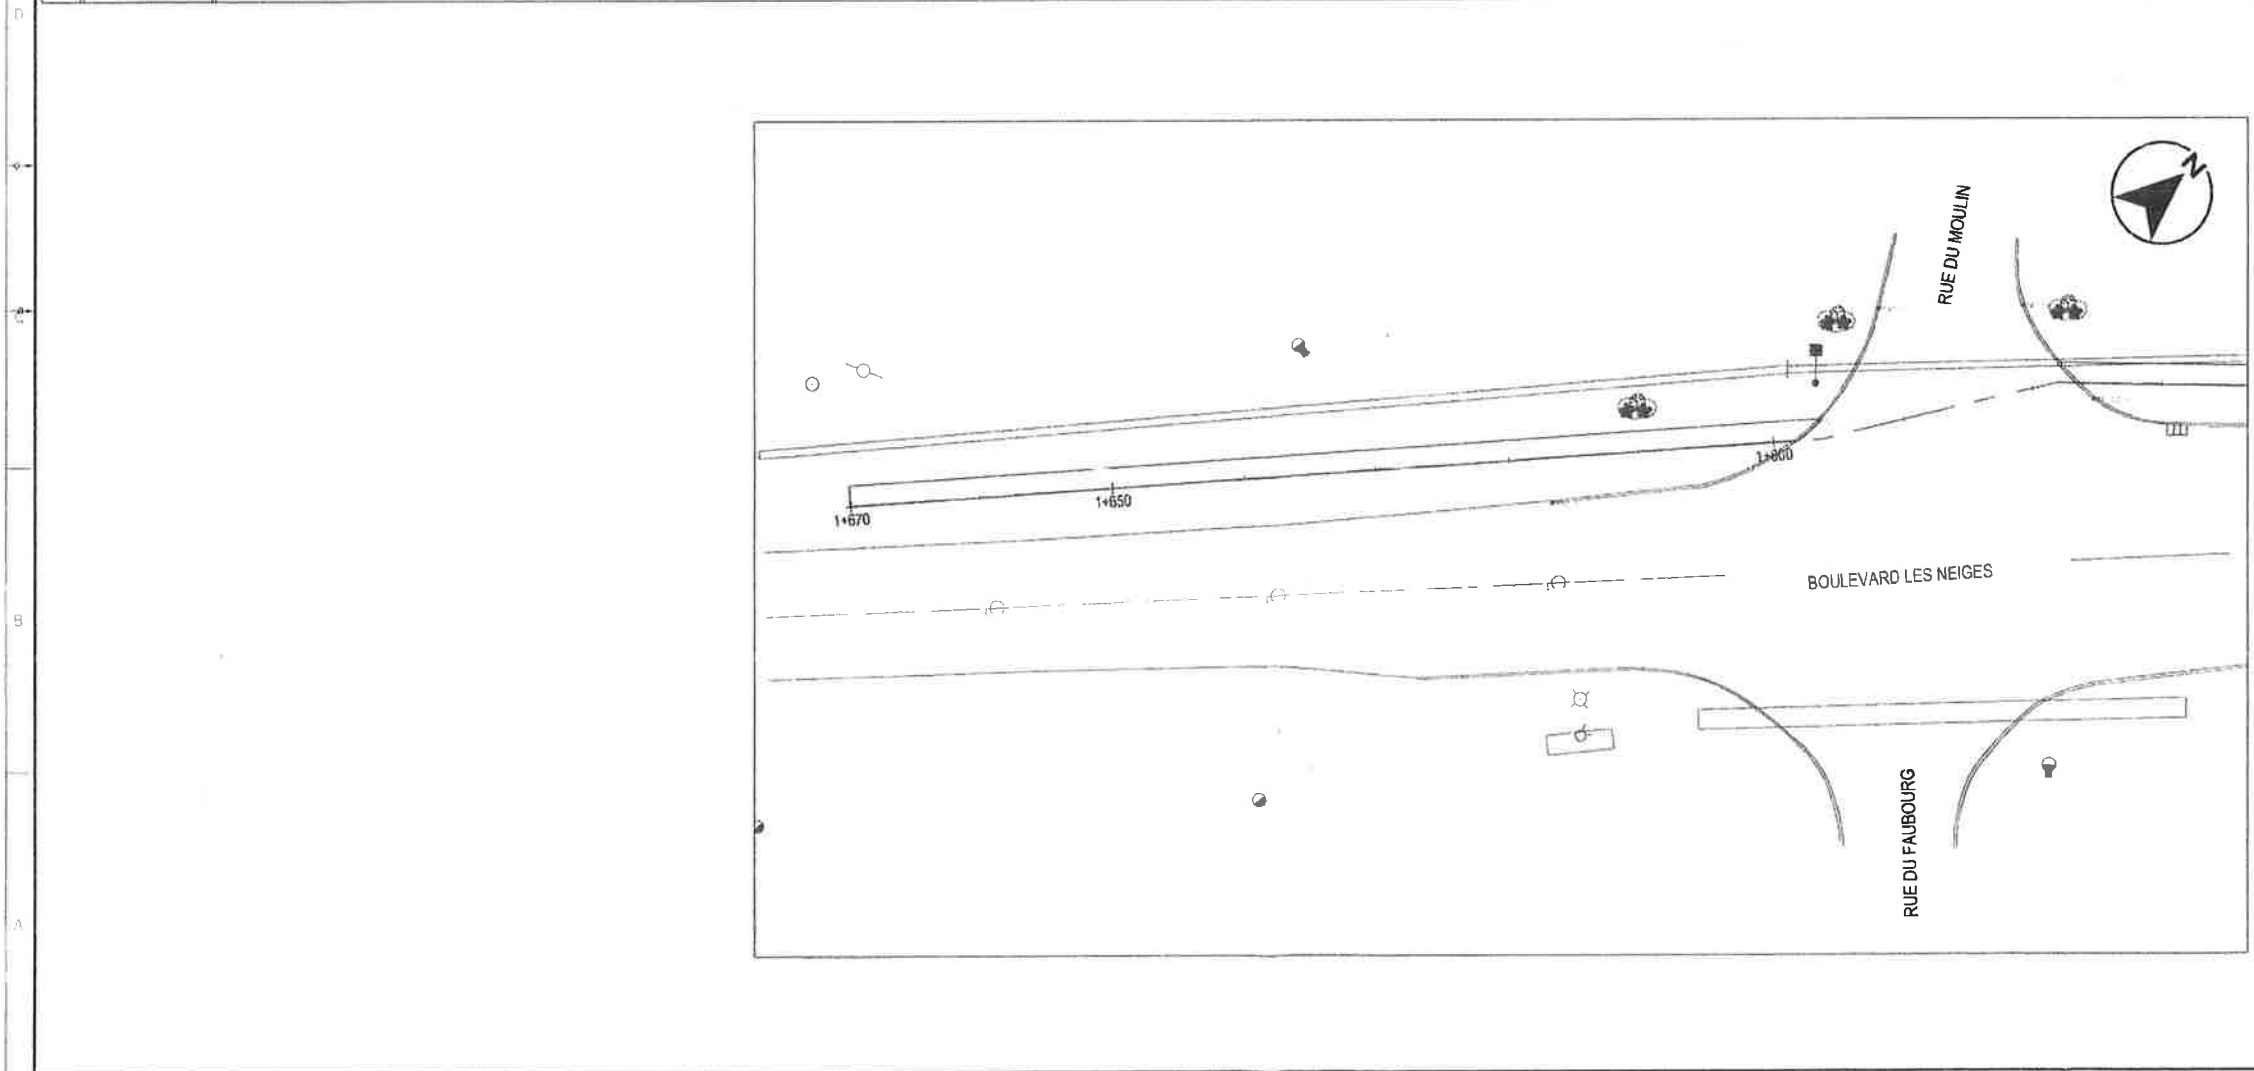 D
N
RUE DU MOULIN
C
1+600
1+650
1+670
BOULEVARD LES NEIGES
B
RUE DU FAUBOURG
A